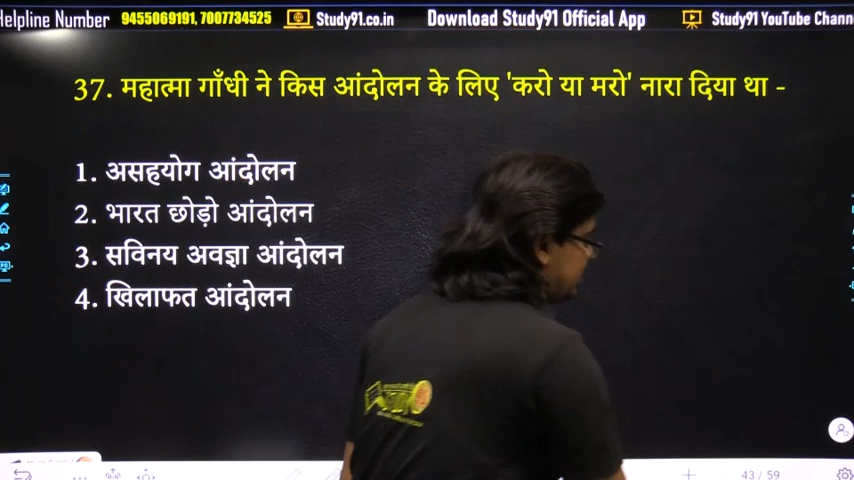 Helpline Number 9455069191, 7007734525 Study91.co.in Download Study91 Official App Study91 YouTube Chann
37. महात्मा गाँधी ने किस आंदोलन के लिए 'करो या मरो' नारा दिया था -
1. असहयोग आंदोलन
2. भारत छोड़ो आंदोलन
3. सविनय अवज्ञा आंदोलन
4. खिलाफत आंदोलन
43 / 59